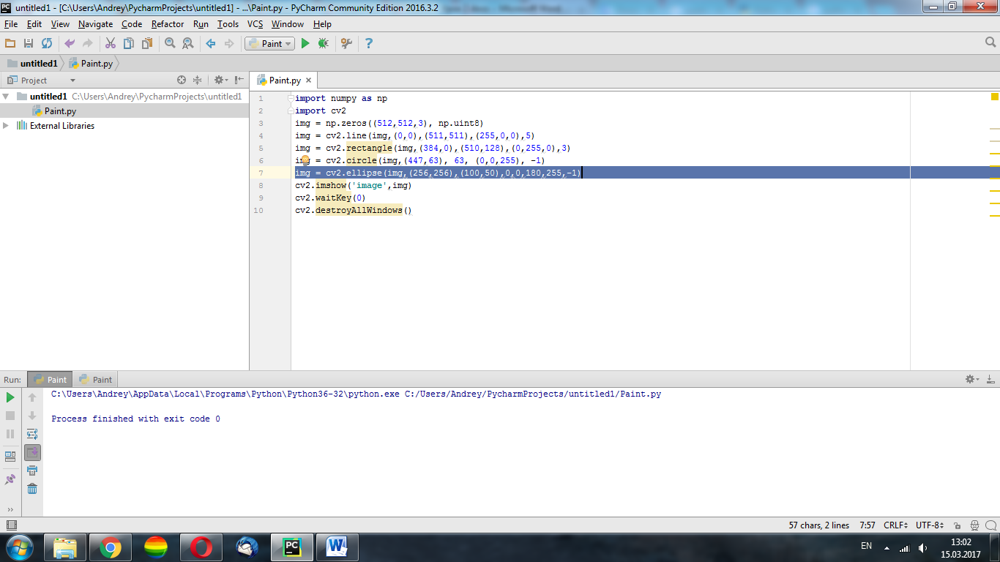 untitled1 - [C:\Users\Andrey\PycharmProjects\untitled1] - ...\Paint.py - PyCharm Community Edition 2016.3.2
File Edit View Navigate Code Refactor Run Tools VCS Window Help
Paint
untitled1 Paint.py
Project
Paint.py
untitled1 C:\Users\Andrey\PycharmProjects\untitled1
Paint.py
External Libraries
1 import numpy as np
2 import cv2
3 img = np.zeros((512,512,3), np.uint8)
4 img = cv2.line(img,(0,0),(511,511),(255,0,0),5)
5 img = cv2.rectangle(img,(384,0),(510,128),(0,255,0),3)
6 img = cv2.circle(img,(447,63), 63, (0,0,255), -1)
7 img = cv2.ellipse(img,(256,256),(100,50),0,0,180,255,-1)
8 cv2.imshow('image',img)
9 cv2.waitKey(0)
10 cv2.destroyAllWindows()
Run: Paint Paint
C:\Users\Andrey\AppData\Local\Programs\Python\Python36-32\python.exe C:/Users/Andrey/PycharmProjects/untitled1/Paint.py
Process finished with exit code 0
57 chars, 2 lines 7:57 CRLF UTF-8
EN
13:02
15.03.2017